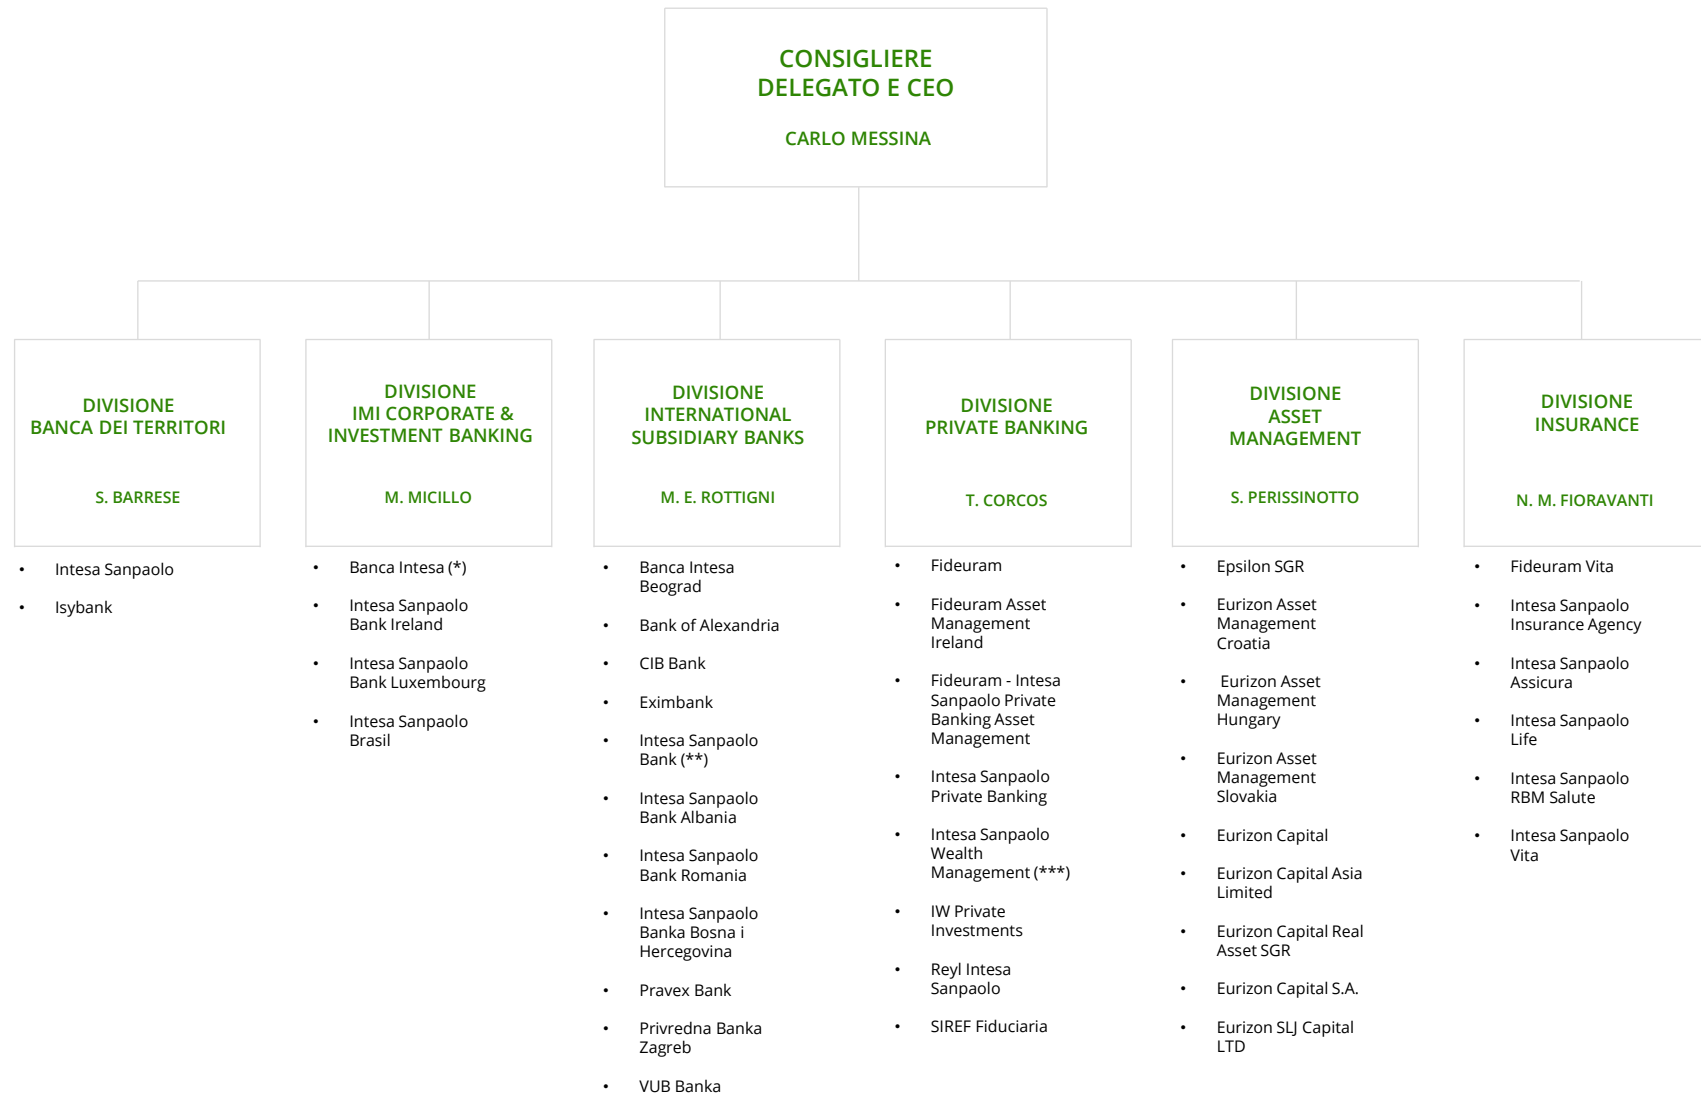 CONSIGLIERE
DELEGATO E CEO
CARLO MESSINA
DIVISIONE
BANCA DEI TERRITORI
S. BARRESE
• Intesa Sanpaolo
• Isybank
DIVISIONE
IMI CORPORATE &
INVESTMENT BANKING
M. MICILLO
• Banca Intesa (*)
• Intesa Sanpaolo
Bank Ireland
• Intesa Sanpaolo
Bank Luxembourg
• Intesa Sanpaolo
Brasil
DIVISIONE
INTERNATIONAL
SUBSIDIARY BANKS
M. E. ROTTIGNI
• Banca Intesa
Beograd
• Bank of Alexandria
• CIB Bank
• Eximbank
• Intesa Sanpaolo
Bank (**)
• Intesa Sanpaolo
Bank Albania
• Intesa Sanpaolo
Bank Romania
• Intesa Sanpaolo
Banka Bosna i
Hercegovina
• Pravex Bank
• Privredna Banka
Zagreb
• VUB Banka
DIVISIONE
PRIVATE BANKING
T. CORCOS
• Fideuram
• Fideuram Asset
Management
Ireland
• Fideuram - Intesa
Sanpaolo Private
Banking Asset
Management
• Intesa Sanpaolo
Private Banking
• Intesa Sanpaolo
Wealth
Management (***)
• IW Private
Investments
• Reyl Intesa
Sanpaolo
• SIREF Fiduciaria
DIVISIONE
ASSET
MANAGEMENT
S. PERISSINOTTO
• Epsilon SGR
• Eurizon Asset
Management
Croatia
• Eurizon Asset
Management
Hungary
• Eurizon Asset
Management
Slovakia
• Eurizon Capital
• Eurizon Capital Asia
Limited
• Eurizon Capital Real
Asset SGR
• Eurizon Capital S.A.
• Eurizon SLJ Capital
LTD
DIVISIONE
INSURANCE
N. M. FIORAVANTI
• Fideuram Vita
• Intesa Sanpaolo
Insurance Agency
• Intesa Sanpaolo
Assicura
• Intesa Sanpaolo
Life
• Intesa Sanpaolo
RBM Salute
• Intesa Sanpaolo
Vita